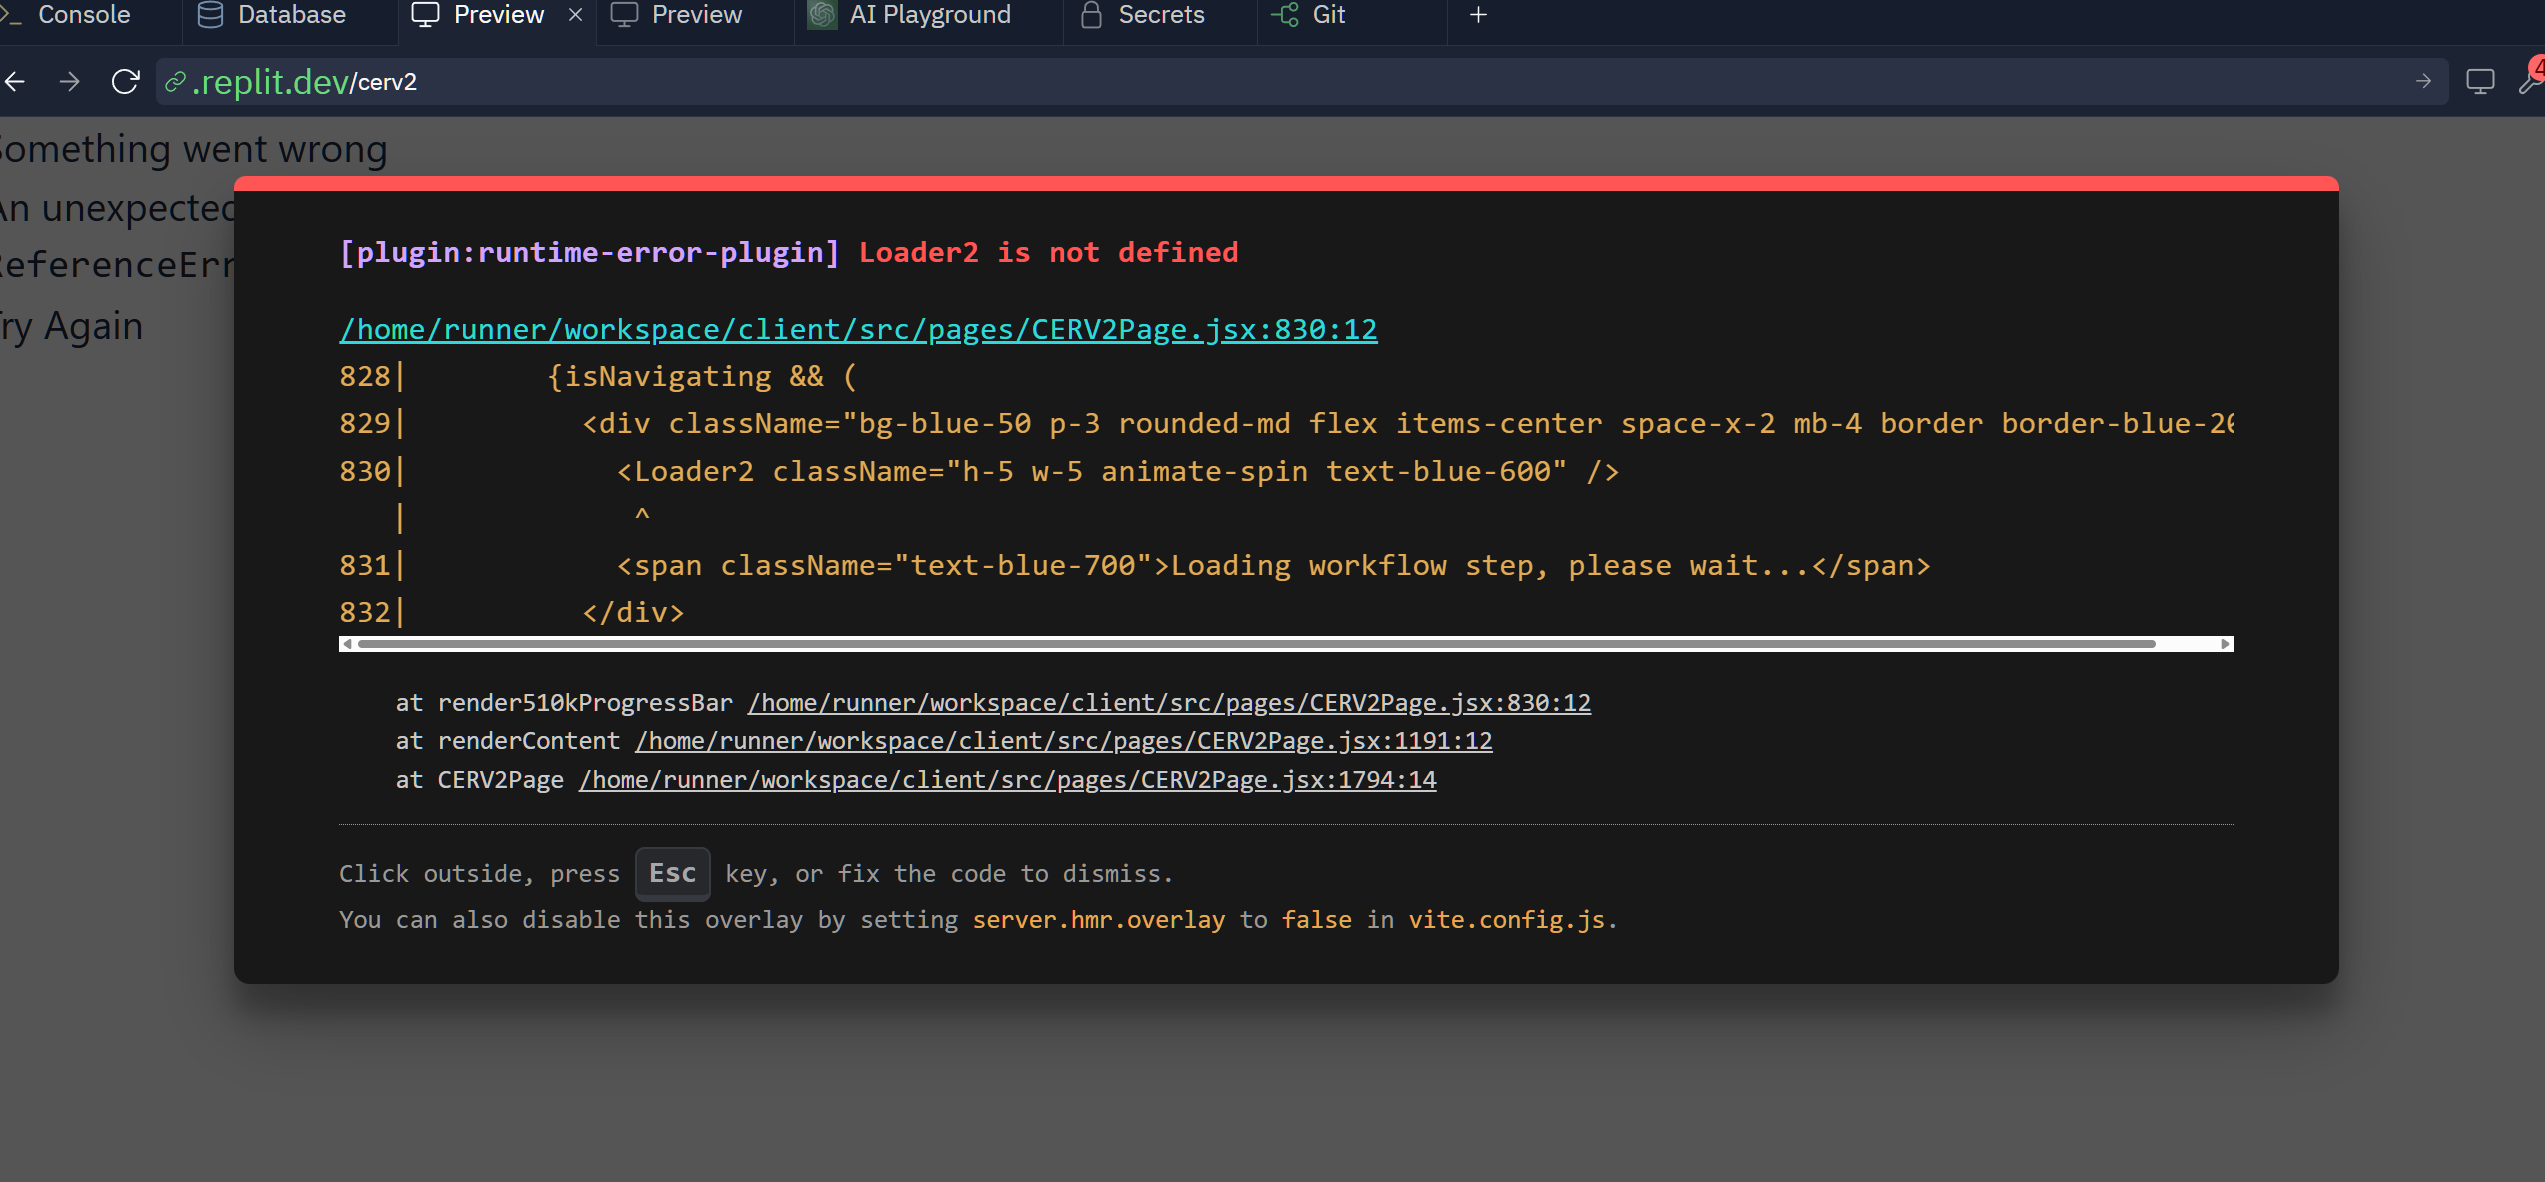 Console
Database
Preview
Preview
AI Playground
Secrets
Git
.replit.dev/cerv2
4
Something went wrong
An unexpected
ReferenceErr
Try Again
[plugin:runtime-error-plugin] Loader2 is not defined
/home/runner/workspace/client/src/pages/CERV2Page.jsx:830:12
828|        {isNavigating && (
829|          <div className="bg-blue-50 p-3 rounded-md flex items-center space-x-2 mb-4 border border-blue-20
830|            <Loader2 className="h-5 w-5 animate-spin text-blue-600" />
|             ^
831|            <span className="text-blue-700">Loading workflow step, please wait...</span>
832|          </div>
at render510kProgressBar /home/runner/workspace/client/src/pages/CERV2Page.jsx:830:12
at renderContent /home/runner/workspace/client/src/pages/CERV2Page.jsx:1191:12
at CERV2Page /home/runner/workspace/client/src/pages/CERV2Page.jsx:1794:14
Click outside, press Esc key, or fix the code to dismiss.
You can also disable this overlay by setting server.hmr.overlay to false in vite.config.js.